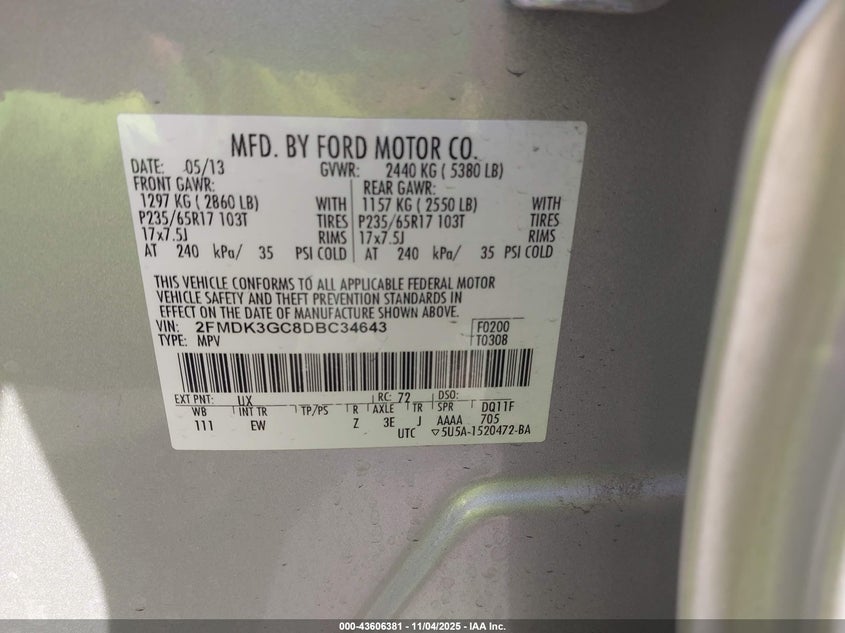 MFD. BY FORD MOTOR CO.
DATE: 05/13 GVWR: 2440 KG ( 5380 LB)
FRONT GAWR: REAR GAWR:
1297 KG ( 2860 LB) WITH 1157 KG ( 2550 LB) WITH
P235/65R17 103T TIRES P235/65R17 103T TIRES
17x7.5J RIMS 17x7.5J RIMS
AT 240 kPa/ 35 PSI COLD AT 240 kPa/ 35 PSI COLD
THIS VEHICLE CONFORMS TO ALL APPLICABLE FEDERAL MOTOR
VEHICLE SAFETY AND THEFT PREVENTION STANDARDS IN
EFFECT ON THE DATE OF MANUFACTURE SHOWN ABOVE.
VIN: 2FMDK3GC8DBC34643 F0200
TYPE: MPV T0308
EXT PNT: UX RC: 72 DSO:
WB INT TR TP/PS R AXLE TR SPR DQ11F
111 EW Z 3E J AAAA 705
UTC ▽5U5A-1520472-BA
000-43606381 - 11/04/2025 - IAA Inc.